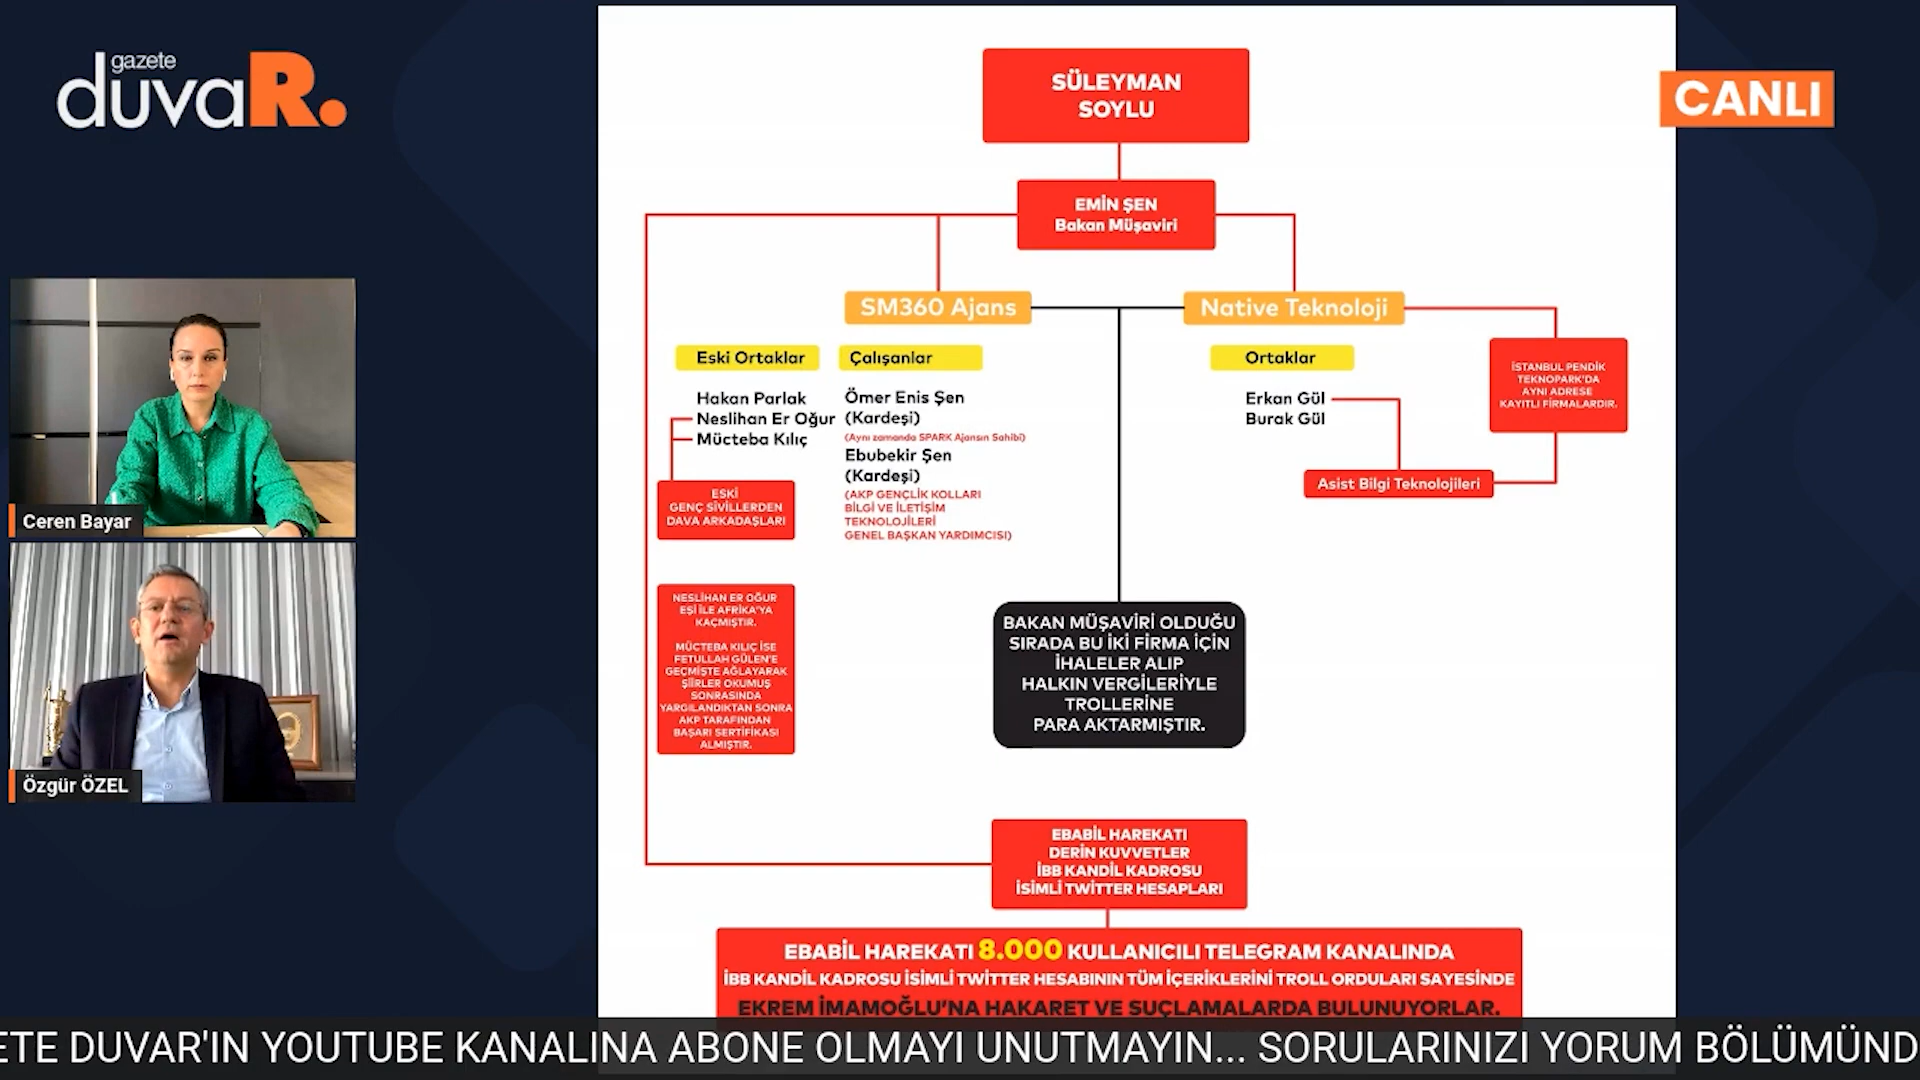 gazete
duvaR.
CANLI
SÜLEYMAN
SOYLU
EMİN ŞEN
Bakan Müşaviri
SM360 Ajans
Native Teknoloji
Eski Ortaklar
Çalışanlar
Ortaklar
Hakan Parlak
Neslihan Er Oğur
Mücteba Kılıç
ESKİ
GENÇ SİVİLLERDEN
DAVA ARKADAŞLARI
Ömer Enis Şen
(Kardeşi)
(Aynı zamanda SPARK Ajansın Sahibi)
Ebubekir Şen
(Kardeşi)
(AKP GENÇLİK KOLLARI
BİLGİ VE İLETİŞİM
TEKNOLOJİLERİ
GENEL BAŞKAN YARDIMCISI)
Erkan Gül
Burak Gül
İSTANBUL PENDİK
TEKNOPARK'DA
AYNI ADRESE
KAYITLI FİRMALARDIR.
Asist Bilgi Teknolojileri
NESLİHAN ER OĞUR
EŞİ İLE AFRİKA'YA
KAÇMIŞTIR.
MÜCTEBA KILIÇ İSE
FETULLAH GÜLEN'E
GEÇMİŞTE AĞLAYARAK
ŞİİRLER OKUMUŞ
SONRASINDA
YARGILANDIKTAN SONRA
AKP TARAFINDAN
BAŞARI SERTİFİKASI
ALMIŞTIR.
BAKAN MÜŞAVİRİ OLDUĞU
SIRADA BU İKİ FİRMA İÇİN
İHALELER ALIP
HALKIN VERGİLERİYLE
TROLLERİNE
PARA AKTARMIŞTIR.
EBABİL HAREKATI
DERİN KUVVETLER
İBB KANDİL KADROSU
İSİMLİ TWİTTER HESAPLARI
EBABİL HAREKATI 8.000 KULLANICILI TELEGRAM KANALINDA
İBB KANDİL KADROSU İSİMLİ TWİTTER HESABININ TÜM İÇERİKLERİNİ TROLL ORDULARI SAYESİNDE
EKREM İMAMOĞLU'NA HAKARET VE SUÇLAMALARDA BULUNUYORLAR.
Ceren Bayar
Özgür ÖZEL
ETE DUVAR'IN YOUTUBE KANALINA ABONE OLMAYI UNUTMAYIN... SORULARINIZI YORUM BÖLÜMÜND